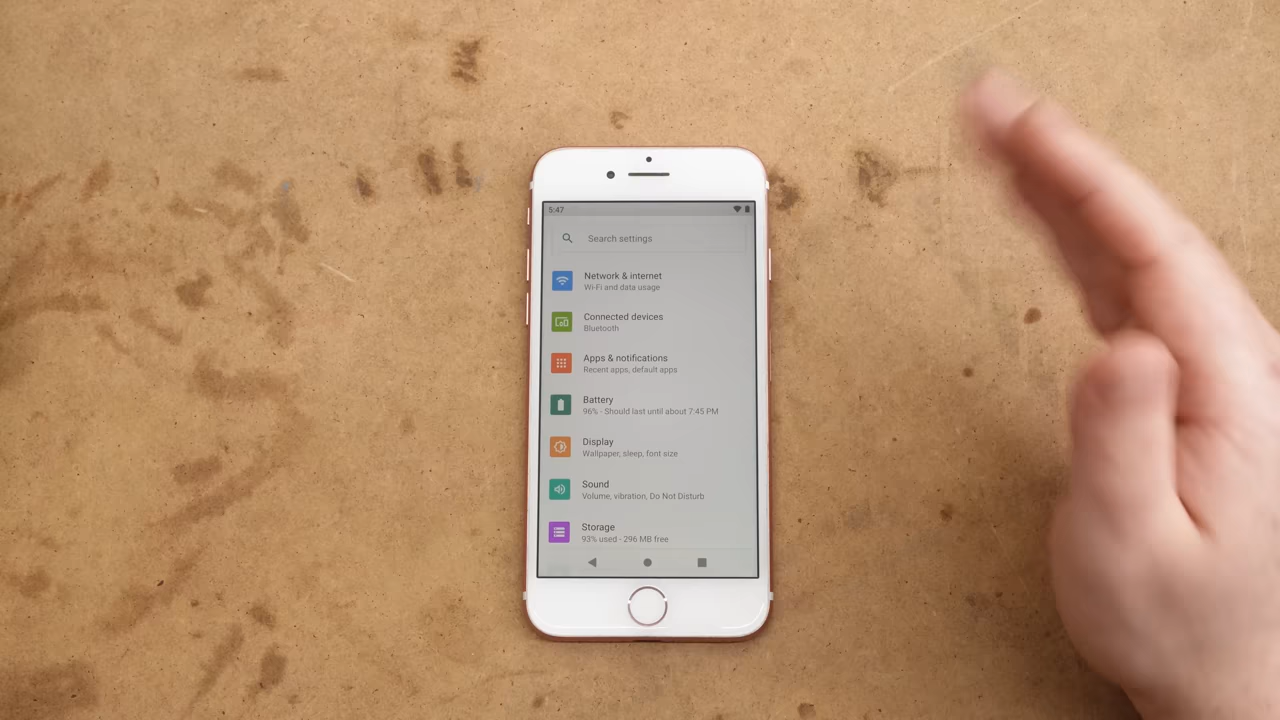 5:47
Search settings
Network & internet
Wi-Fi and data usage
Connected devices
Bluetooth
Apps & notifications
Recent apps, default apps
Battery
96% - Should last until about 7:45 PM
Display
Wallpaper, sleep, font size
Sound
Volume, vibration, Do Not Disturb
Storage
93% used - 296 MB free